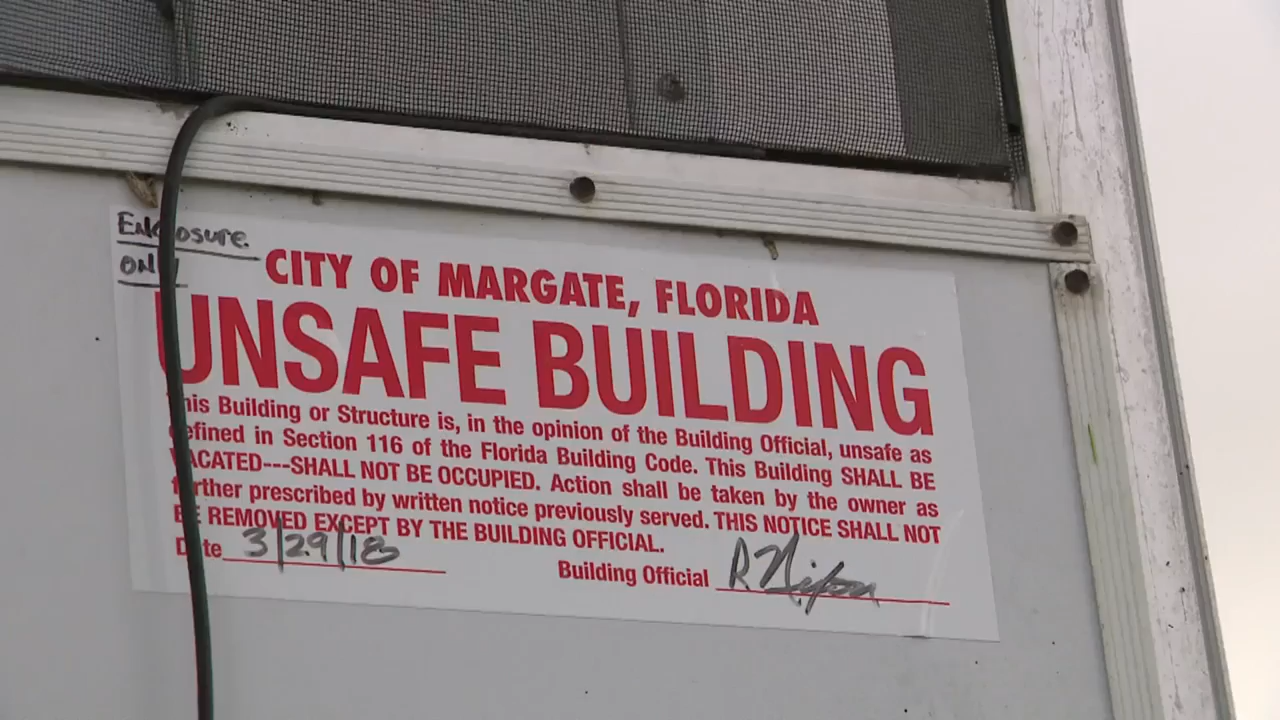 Enclosure.
ONLY
CITY OF MARGATE, FLORIDA
UNSAFE BUILDING
This Building or Structure is, in the opinion of the Building Official, unsafe as
defined in Section 116 of the Florida Building Code. This Building SHALL BE
VACATED---SHALL NOT BE OCCUPIED. Action shall be taken by the owner as
further prescribed by written notice previously served. THIS NOTICE SHALL NOT
BE REMOVED EXCEPT BY THE BUILDING OFFICIAL.
Date 3/29/18 Building Official